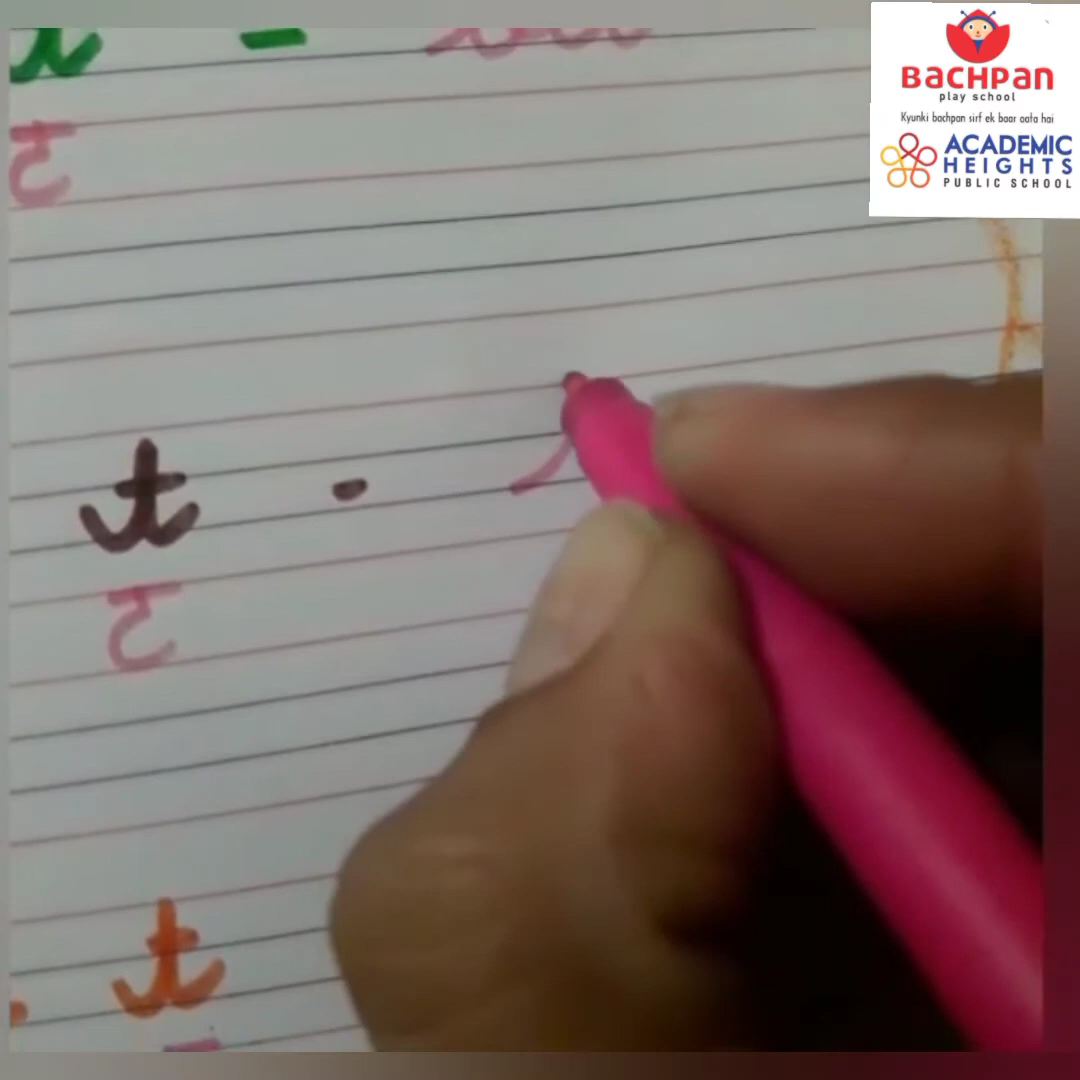 BACHPAN
play school
Kyunki bachpan sirf ek baar aata hai
ACADEMIC
HEIGHTS
PUBLIC SCHOOL
ट
t -
ट
t